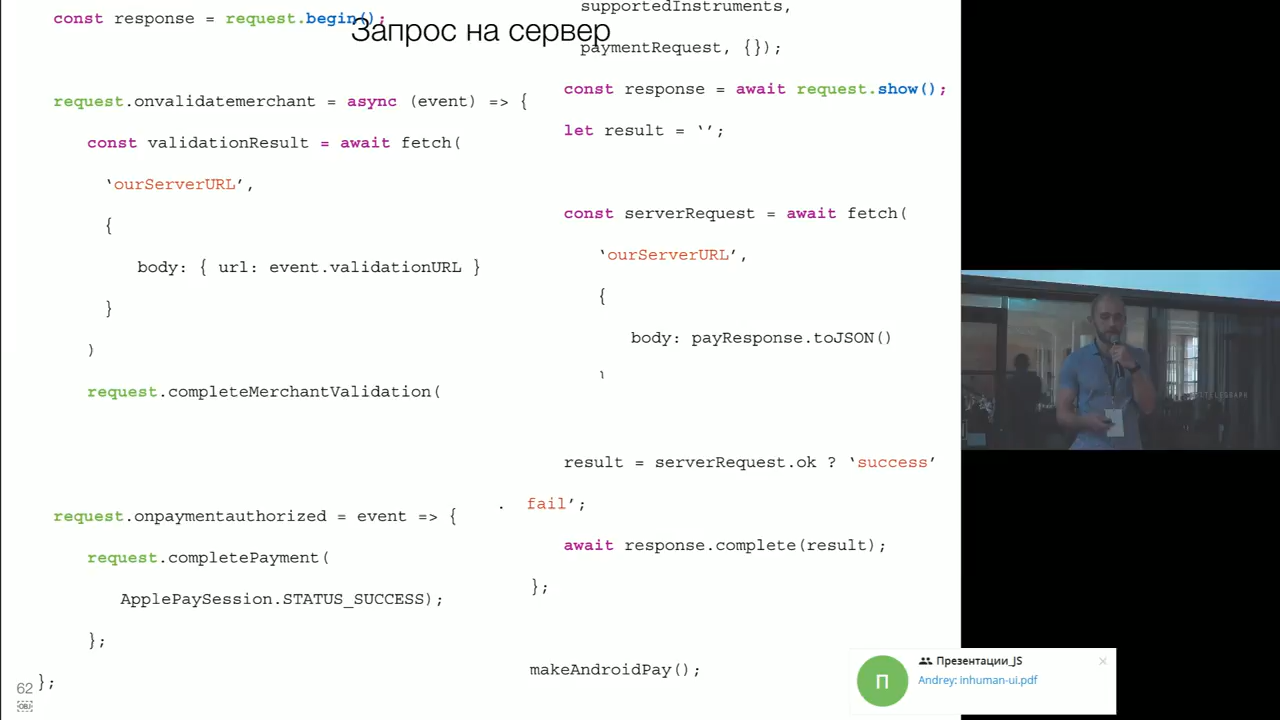 const response = request.begin();
Запрос на сервер
request.onvalidatemerchant = async (event) => {
const validationResult = await fetch(
‘ourServerURL’,
{
body: { url: event.validationURL }
}
)
request.completeMerchantValidation(
request.onpaymentauthorized = event => {
request.completePayment(
ApplePaySession.STATUS_SUCCESS);
};
};
62
OBJ
supportedInstruments,
paymentRequest, {});
const response = await request.show();
let result = ‘’;
const serverRequest = await fetch(
‘ourServerURL’,
{
body: payResponse.toJSON()
result = serverRequest.ok ? ‘success’
. fail’;
await response.complete(result);
};
makeAndroidPay();
П
Презентации_JS
Andrey: inhuman-ui.pdf